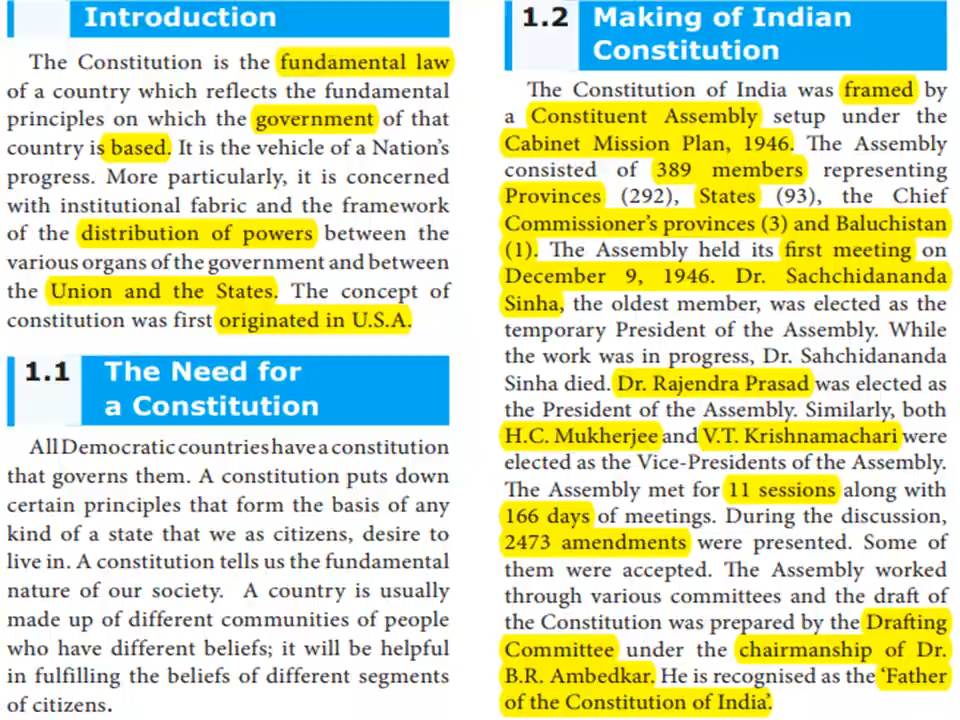 Introduction
The Constitution is the fundamental law
of a country which reflects the fundamental
principles on which the government of that
country is based. It is the vehicle of a Nation's
progress. More particularly, it is concerned
with institutional fabric and the framework
of the distribution of powers between the
various organs of the government and between
the Union and the States. The concept of
constitution was first originated in U.S.A.
1.1 The Need for
a Constitution
All Democratic countries have a constitution
that governs them. A constitution puts down
certain principles that form the basis of any
kind of a state that we as citizens, desire to
live in. A constitution tells us the fundamental
nature of our society. A country is usually
made up of different communities of people
who have different beliefs; it will be helpful
in fulfilling the beliefs of different segments
of citizens.
1.2 Making of Indian
Constitution
The Constitution of India was framed by
a Constituent Assembly setup under the
Cabinet Mission Plan, 1946. The Assembly
consisted of 389 members representing
Provinces (292), States (93), the Chief
Commissioner's provinces (3) and Baluchistan
(1). The Assembly held its first meeting on
December 9, 1946. Dr. Sachchidananda
Sinha, the oldest member, was elected as the
temporary President of the Assembly. While
the work was in progress, Dr. Sahchidananda
Sinha died. Dr. Rajendra Prasad was elected as
the President of the Assembly. Similarly, both
H.C. Mukherjee and V.T. Krishnamachari were
elected as the Vice-Presidents of the Assembly.
The Assembly met for 11 sessions along with
166 days of meetings. During the discussion,
2473 amendments were presented. Some of
them were accepted. The Assembly worked
through various committees and the draft of
the Constitution was prepared by the Drafting
Committee under the chairmanship of Dr.
B.R. Ambedkar. He is recognised as the 'Father
of the Constitution of India'.